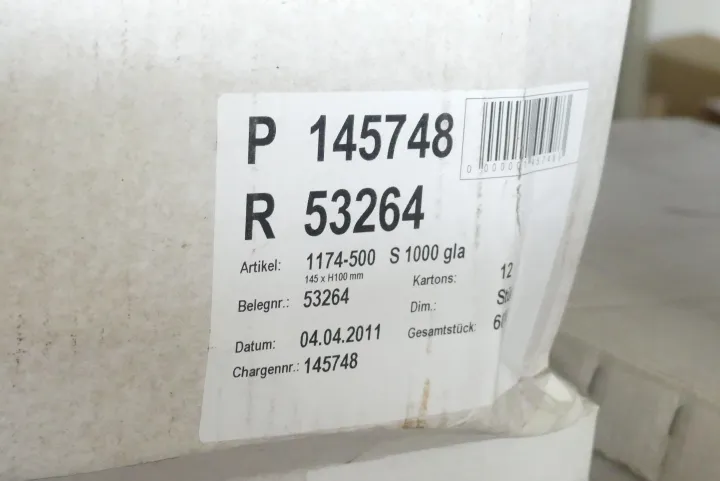 P 145748
R 53264
Artikel: 1174-500 S 1000 gla
145 x H100 mm
Kartons: 12
Belegnr.: 53264
Dim.:
Datum: 04.04.2011
Gesamtstück:
Chargennr.: 145748